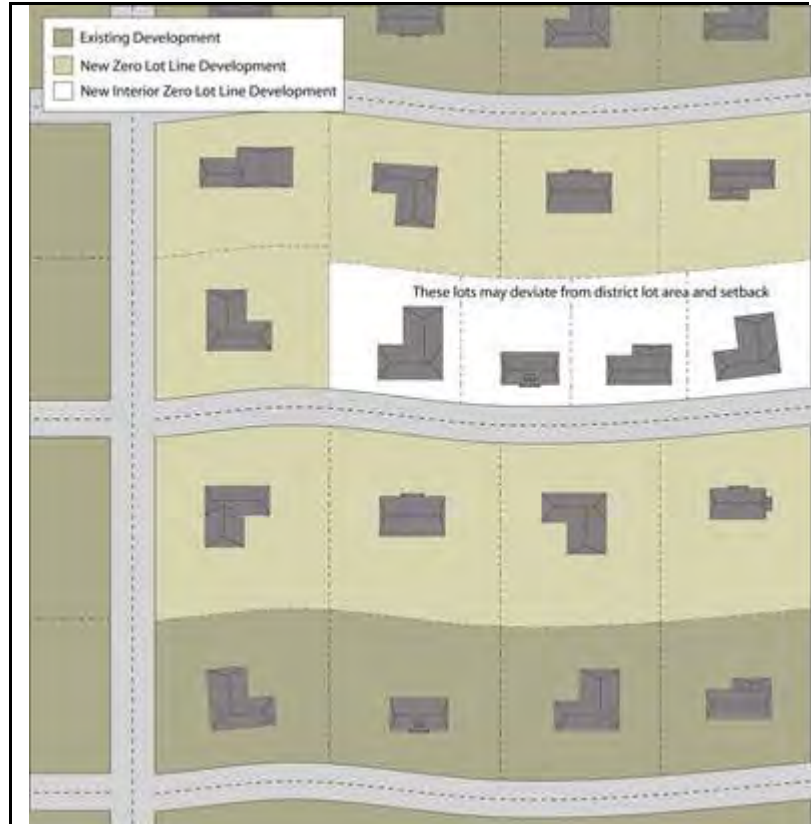 Existing Development
New Zero Lot Line Development
New Interior Zero Lot Line Development
These lots may deviate from district lot area and setback